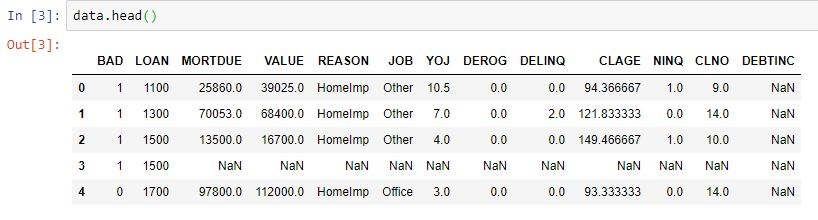 In [3]: data.head()
Out[3]:
BAD LOAN MORTDUE VALUE REASON JOB YOJ DEROG DELINQ CLAGE NINQ CLNO DEBTINC
0 1 1100 25860.0 39025.0 HomeImp Other 10.5 0.0 0.0 94.366667 1.0 9.0 NaN
1 1 1300 70053.0 68400.0 HomeImp Other 7.0 0.0 2.0 121.833333 0.0 14.0 NaN
2 1 1500 13500.0 16700.0 HomeImp Other 4.0 0.0 0.0 149.466667 1.0 10.0 NaN
3 1 1500 NaN NaN NaN NaN NaN NaN NaN NaN NaN NaN NaN
4 0 1700 97800.0 112000.0 HomeImp Office 3.0 0.0 0.0 93.333333 0.0 14.0 NaN